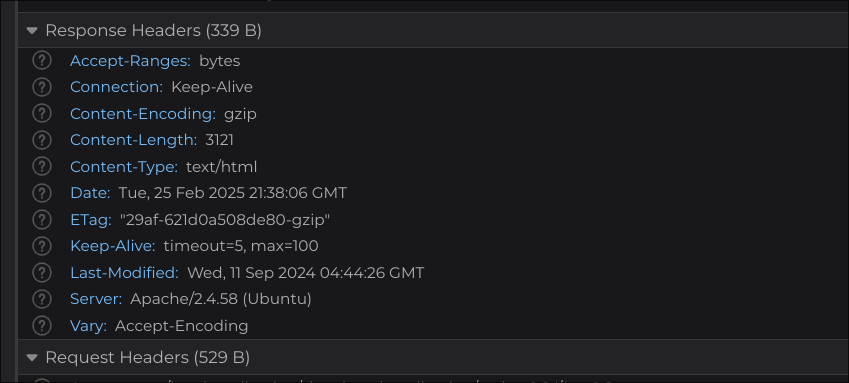 Response Headers (339 B)
Accept-Ranges: bytes
Connection: Keep-Alive
Content-Encoding: gzip
Content-Length: 3121
Content-Type: text/html
Date: Tue, 25 Feb 2025 21:38:06 GMT
ETag: "29af-621d0a508de80-gzip"
Keep-Alive: timeout=5, max=100
Last-Modified: Wed, 11 Sep 2024 04:44:26 GMT
Server: Apache/2.4.58 (Ubuntu)
Vary: Accept-Encoding
Request Headers (529 B)